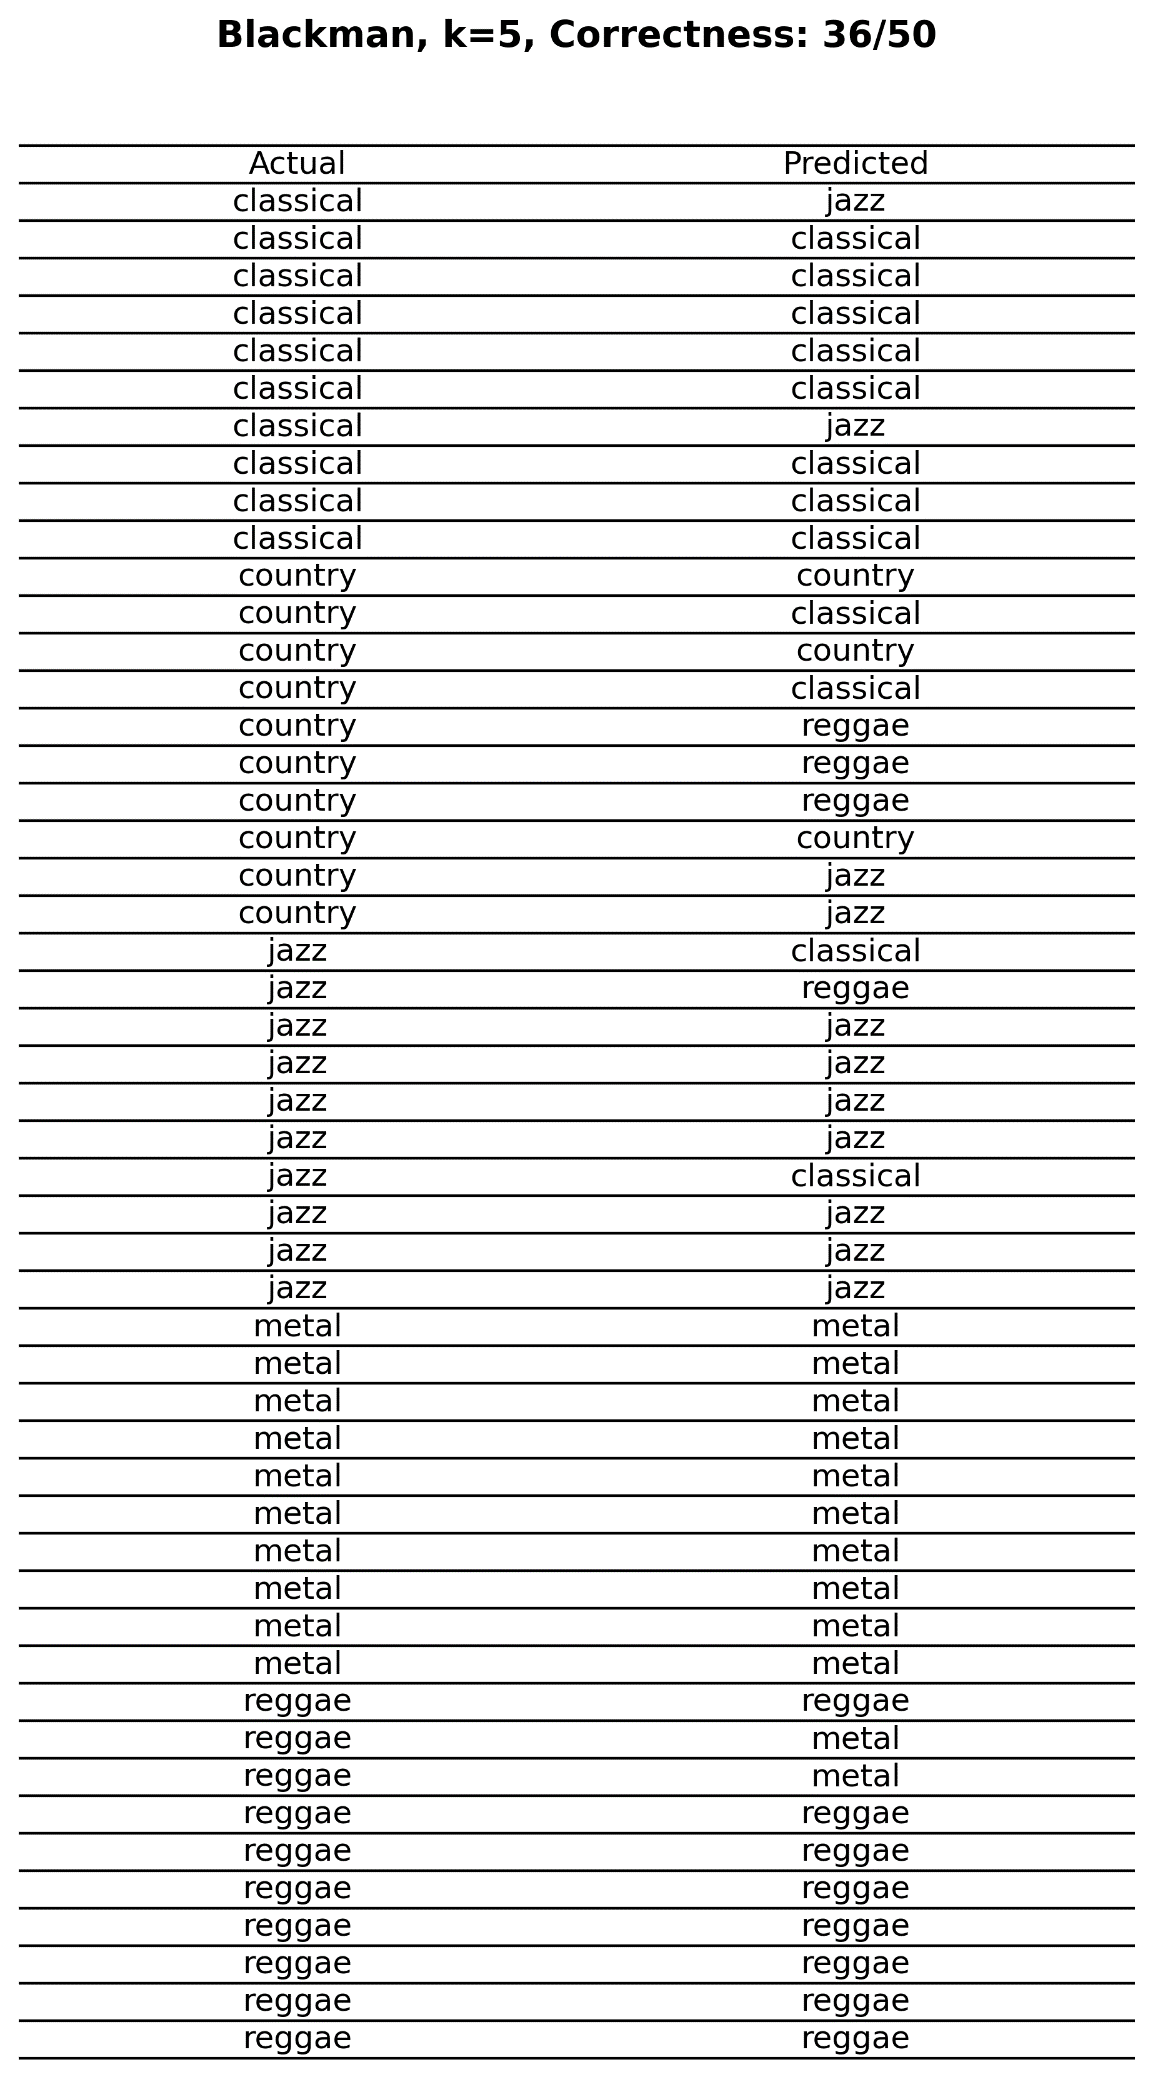 Blackman, k=5, Correctness: 36/50
Actual Predicted
classical jazz
classical classical
classical classical
classical classical
classical classical
classical classical
classical jazz
classical classical
classical classical
classical classical
country country
country classical
country country
country classical
country reggae
country reggae
country reggae
country country
country jazz
country jazz
jazz classical
jazz reggae
jazz jazz
jazz jazz
jazz jazz
jazz jazz
jazz classical
jazz jazz
jazz jazz
jazz jazz
metal metal
metal metal
metal metal
metal metal
metal metal
metal metal
metal metal
metal metal
metal metal
metal metal
reggae reggae
reggae metal
reggae metal
reggae reggae
reggae reggae
reggae reggae
reggae reggae
reggae reggae
reggae reggae
reggae reggae